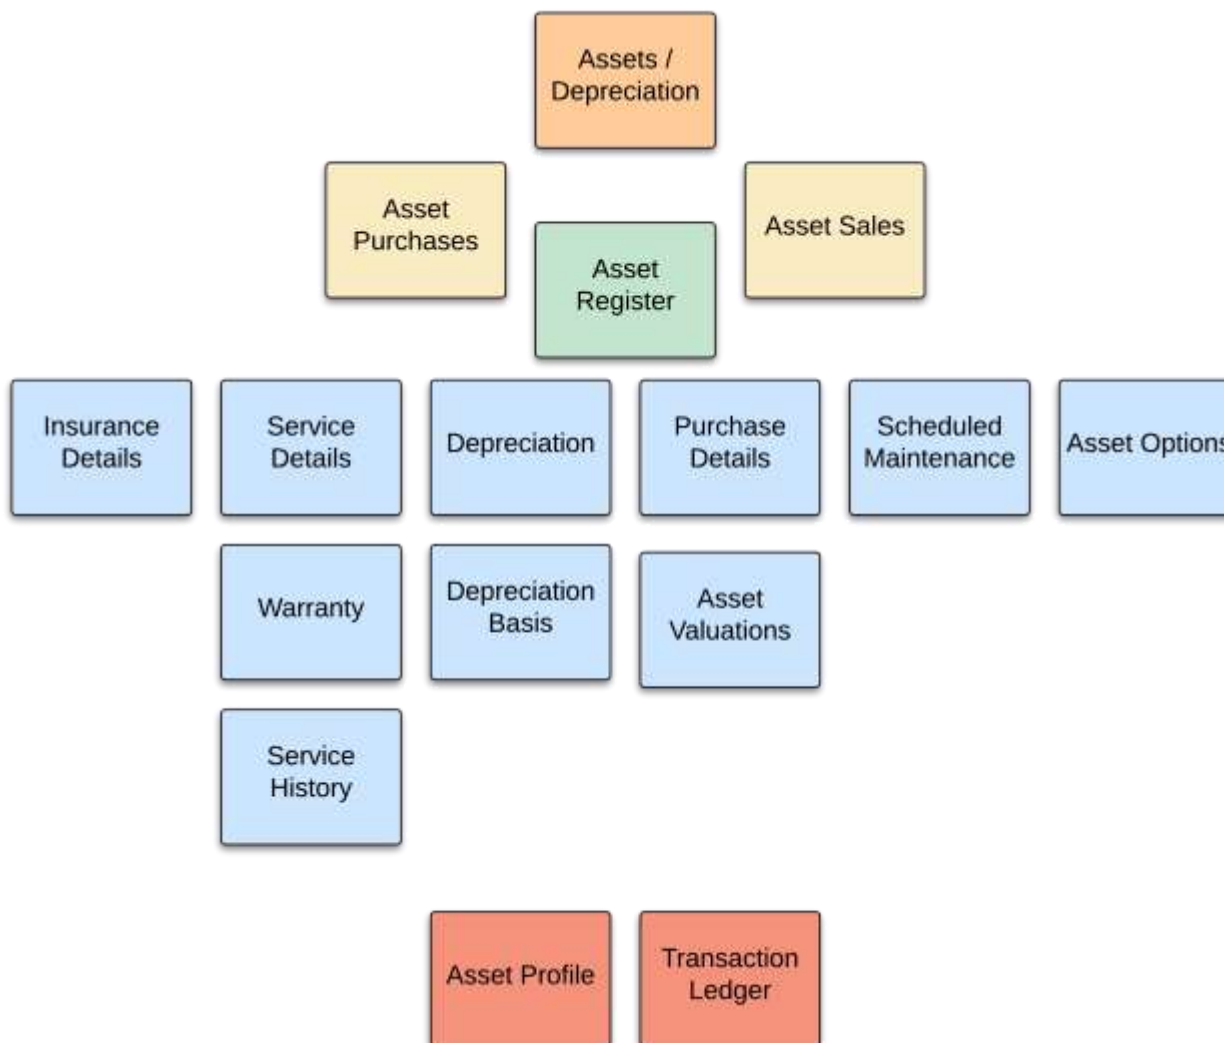 Assets /
Depreciation
Asset
Purchases
Asset Sales
Asset
Register
Insurance
Details
Service
Details
Depreciation
Purchase
Details
Scheduled
Maintenance
Asset Options
Warranty
Depreciation
Basis
Asset
Valuations
Service
History
Asset Profile
Transaction
Ledger